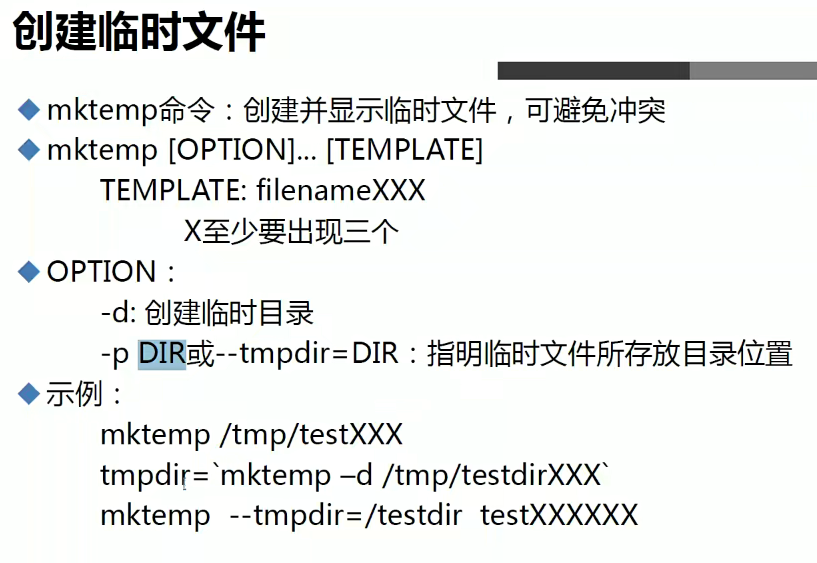 创建临时文件
mktemp命令：创建并显示临时文件，可避免冲突
mktemp [OPTION]... [TEMPLATE]
TEMPLATE: filenameXXX
X至少要出现三个
OPTION：
-d: 创建临时目录
-p DIR或--tmpdir=DIR：指明临时文件所存放目录位置
示例：
mktemp /tmp/testXXX
tmpdir=`mktemp –d /tmp/testdirXXX`
mktemp --tmpdir=/testdir testXXXXXX